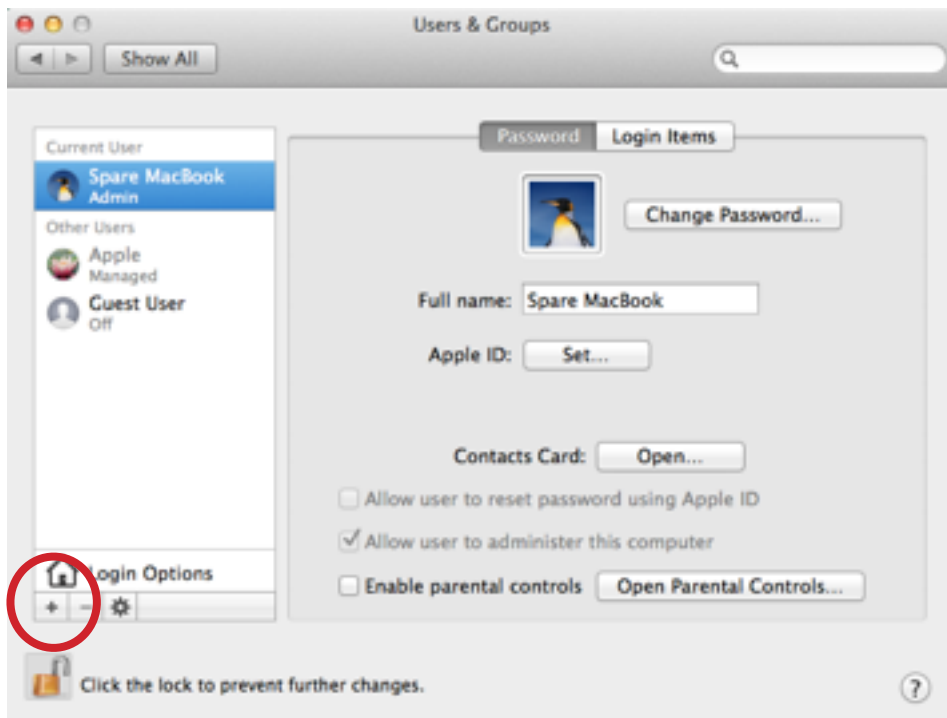 Users & Groups
Show All
Current User
Spare MacBook
Admin
Other Users
Apple
Managed
Guest User
Off
Login Options
+ −
Password Login Items
Change Password...
Full name: Spare MacBook
Apple ID: Set...
Contacts Card: Open...
Allow user to reset password using Apple ID
Allow user to administer this computer
Enable parental controls Open Parental Controls...
Click the lock to prevent further changes.
?